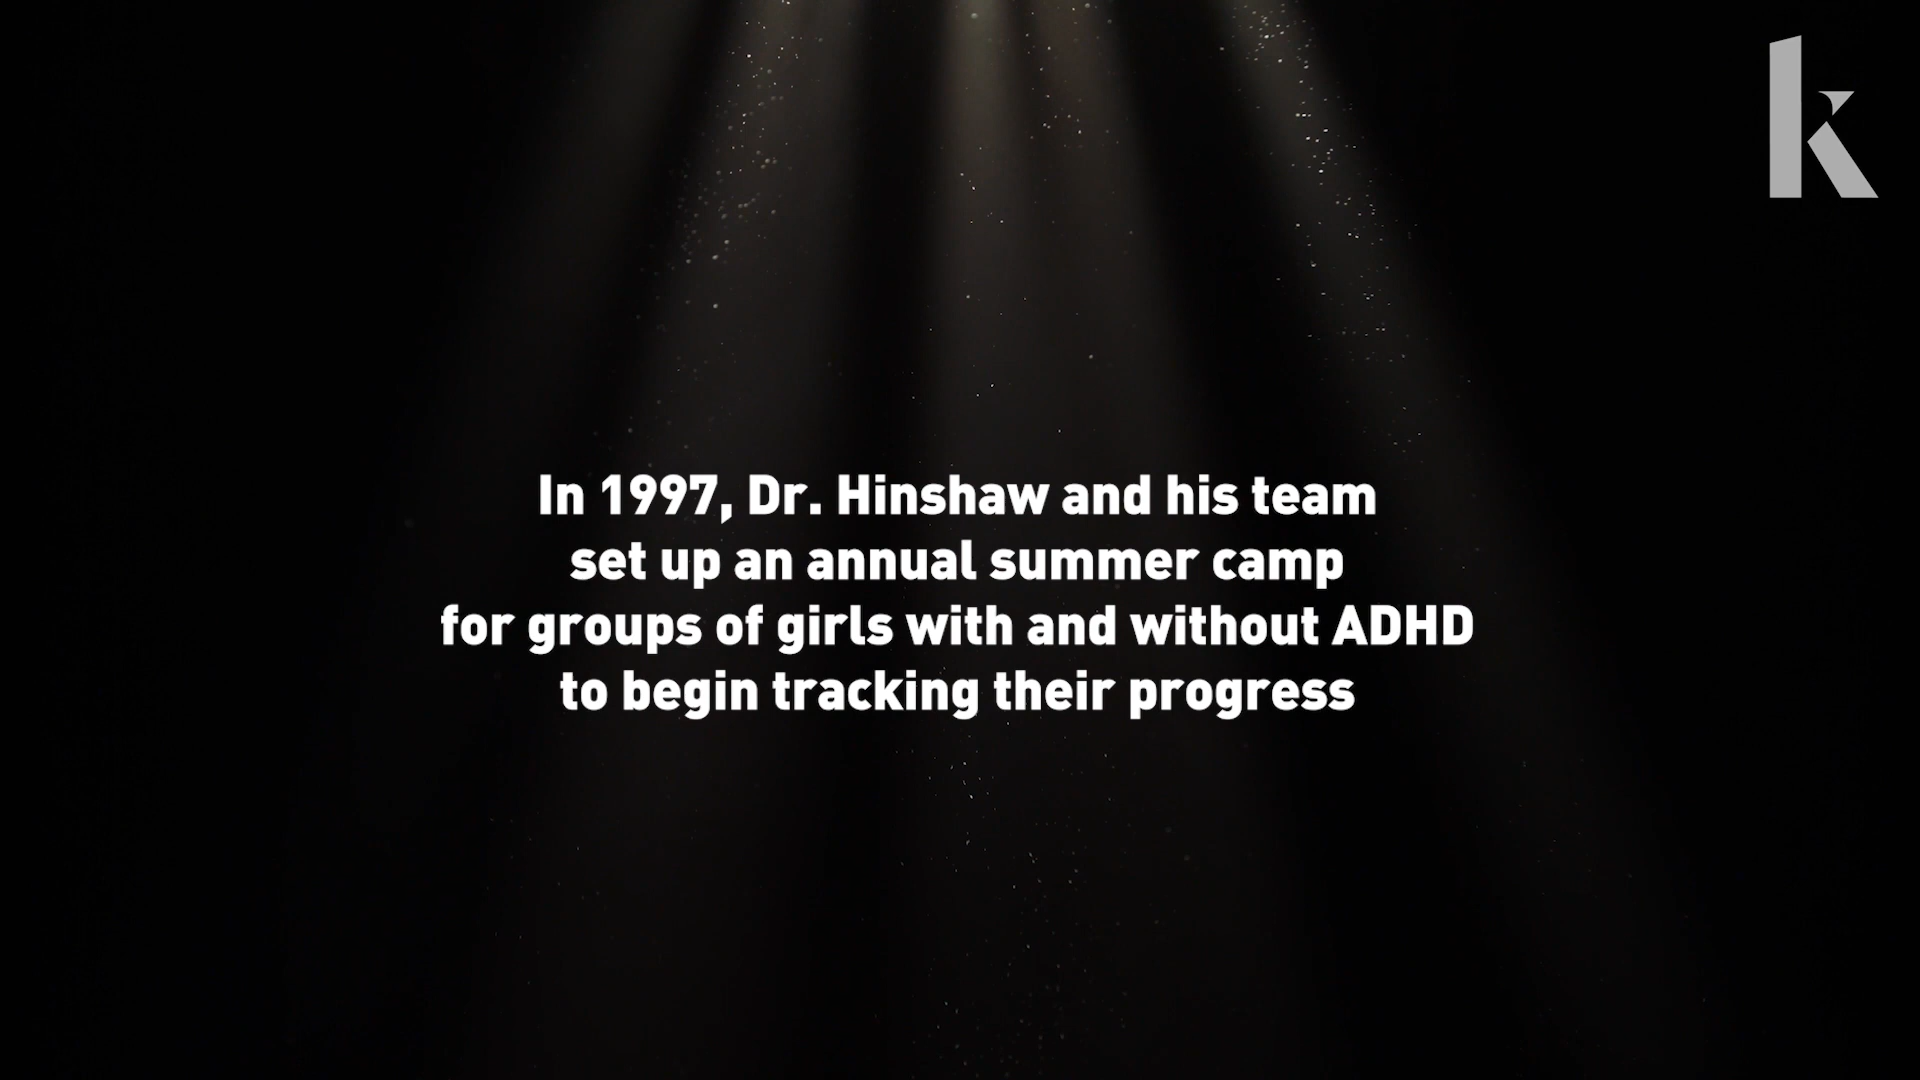 k
In 1997, Dr. Hinshaw and his team
set up an annual summer camp
for groups of girls with and without ADHD
to begin tracking their progress